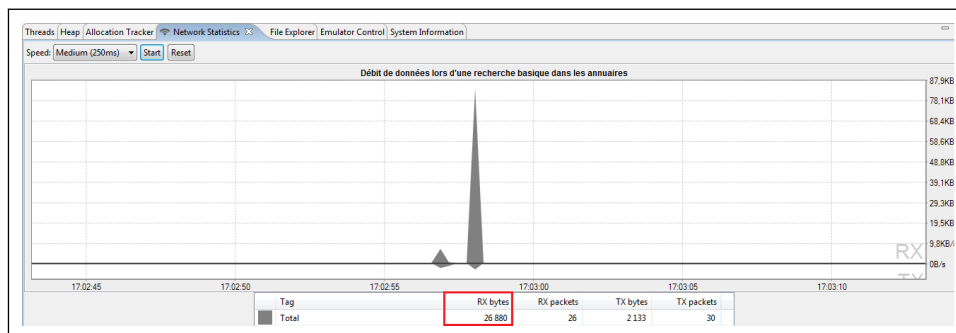 Threads Heap Allocation Tracker Network Statistics File Explorer Emulator Control System Information
Speed: Medium (250ms) Start Reset
Débit de données lors d'une recherche basique dans les annuaires
87,9KB
78,1KB
68,4KB
58,6KB
48,8KB
39,1KB
29,3KB
19,5KB
9,8KB/
RX
0B/s
TX
17:02:45 17:02:50 17:02:55 17:03:00 17:03:05 17:03:10
Tag RX bytes RX packets TX bytes TX packets
Total 26 880 26 2 133 30